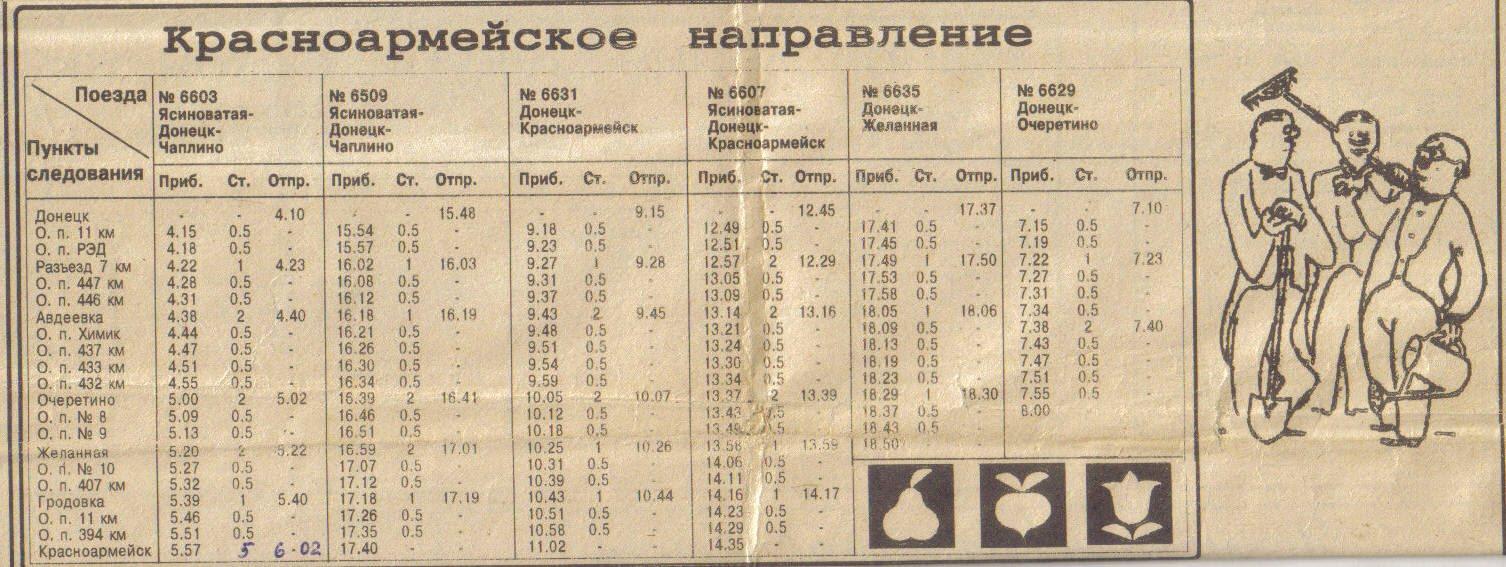 Красноармейское направление
Поезда
Пункты следования
№ 6603 Ясиноватая-Донецк-Чаплино
№ 6509 Ясиноватая-Донецк-Чаплино
№ 6631 Донецк-Красноармейск
№ 6607 Ясиноватая-Донецк-Красноармейск
№ 6635 Донецк-Желанная
№ 6629 Донецк-Очеретино
Приб. Ст. Отпр. Приб. Ст. Отпр. Приб. Ст. Отпр. Приб. Ст. Отпр. Приб. Ст. Отпр. Приб. Ст. Отпр.
Донецк - - 4.10 - - 15.48 - - 9.15 - - 12.45 - - 17.37 - - 7.10
О. п. 11 км 4.15 0.5 - 15.54 0.5 - 9.18 0.5 - 12.49 0.5 - 17.41 0.5 - 7.15 0.5 -
О. п. РЭД 4.18 0.5 - 15.57 0.5 - 9.23 0.5 - 12.51 0.5 - 17.45 0.5 - 7.19 0.5 -
Разъезд 7 км 4.22 1 4.23 16.02 1 16.03 9.27 1 9.28 12.57 2 12.29 17.49 1 17.50 7.22 1 7.23
О. п. 447 км 4.28 0.5 - 16.08 0.5 - 9.31 0.5 - 13.05 0.5 - 17.53 0.5 - 7.27 0.5 -
О. п. 446 км 4.31 0.5 - 16.12 0.5 - 9.37 0.5 - 13.09 0.5 - 17.58 0.5 - 7.31 0.5 -
Авдеевка 4.38 2 4.40 16.18 1 16.19 9.43 2 9.45 13.14 2 13.16 18.05 1 18.06 7.34 0.5 -
О. п. Химик 4.44 0.5 - 16.21 0.5 - 9.48 0.5 - 13.21 0.5 - 18.09 0.5 - 7.38 2 7.40
О. п. 437 км 4.47 0.5 - 16.26 0.5 - 9.51 0.5 - 13.24 0.5 - 18.13 0.5 - 7.43 0.5 -
О. п. 433 км 4.51 0.5 - 16.30 0.5 - 9.54 0.5 - 13.30 0.5 - 18.19 0.5 - 7.47 0.5 -
О. п. 432 км 4.55 0.5 - 16.34 0.5 - 9.59 0.5 - 13.34 0.5 - 18.23 0.5 - 7.51 0.5 -
Очеретино 5.00 2 5.02 16.39 2 16.41 10.05 2 10.07 13.37 2 13.39 18.29 1 18.30 7.55 0.5 -
О. п. № 8 5.09 0.5 - 16.46 0.5 - 10.12 0.5 - 13.43 0.5 - 18.37 0.5 - 8.00
О. п. № 9 5.13 0.5 - 16.51 0.5 - 10.18 0.5 - 13.49 0.5 - 18.43 0.5 -
Желанная 5.20 2 5.22 16.59 2 17.01 10.25 1 10.26 13.58 1 13.59 18.50
О. п. № 10 5.27 0.5 - 17.07 0.5 - 10.31 0.5 - 14.06 0.5 -
О. п. 407 км 5.32 0.5 - 17.12 0.5 - 10.39 0.5 - 14.11 0.5 -
Гродовка 5.39 1 5.40 17.18 1 17.19 10.43 1 10.44 14.16 1 14.17
О. п. 11 км 5.46 0.5 - 17.26 0.5 - 10.51 0.5 - 14.23 0.5 -
О. п. 394 км 5.51 0.5 - 17.35 0.5 - 10.58 0.5 - 14.29 0.5 -
Красноармейск 5.57 5 6-02 17.40 - - 11.02 - - 14.35 - -